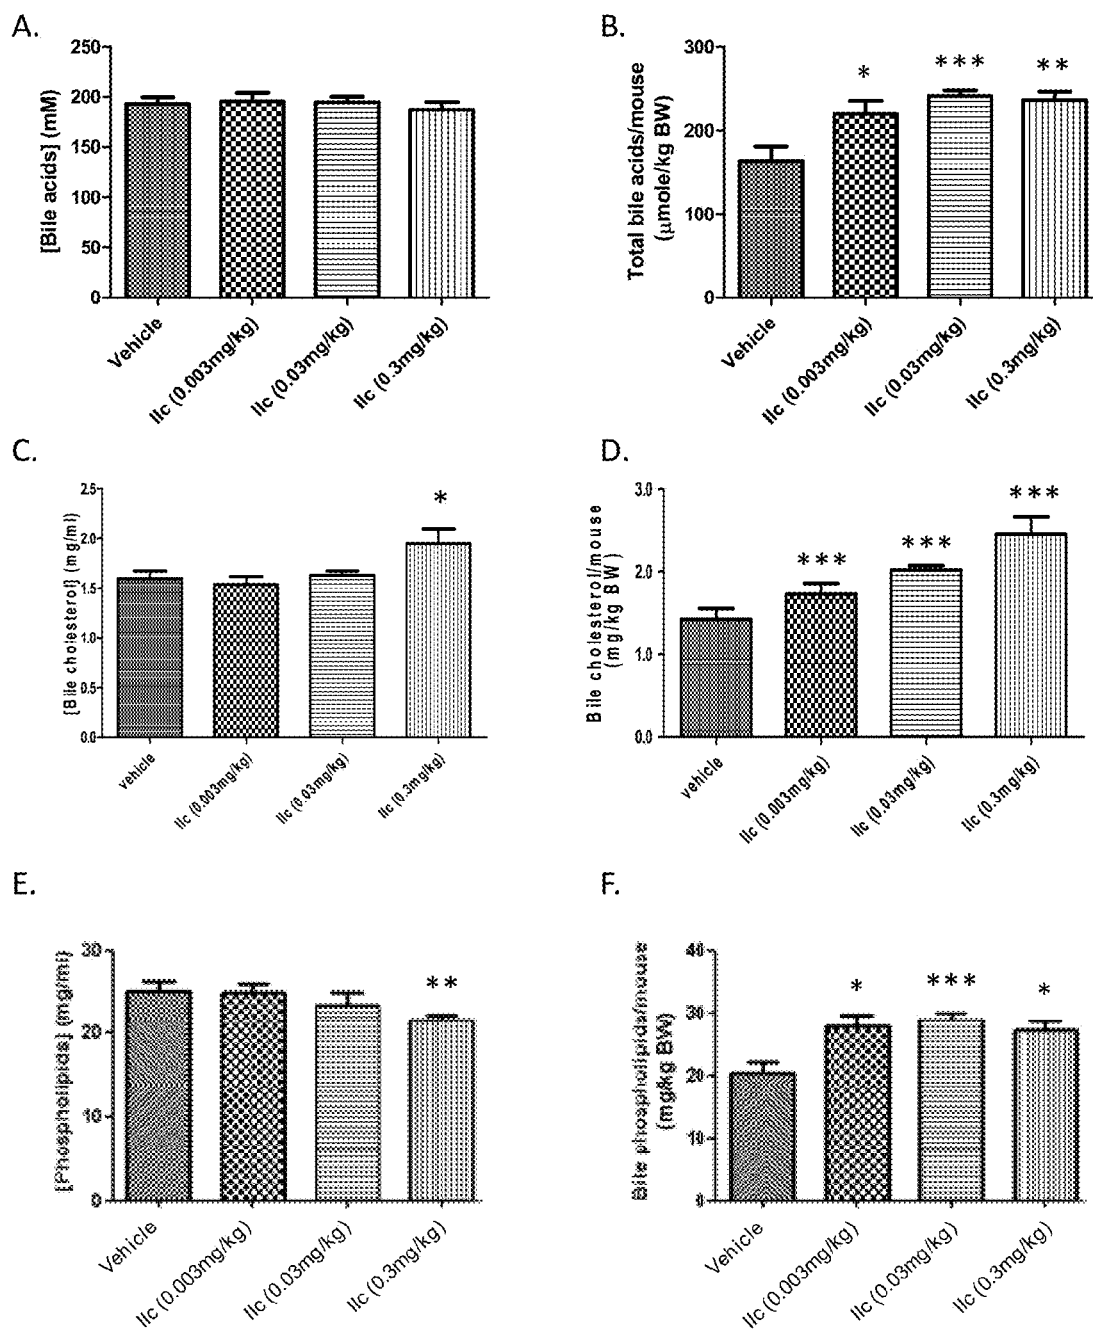 A.
[Bile acids] (mM)
250
200
150
100
50
0
Vehicle
IIc (0.003mg/kg)
IIc (0.03mg/kg)
IIc (0.3mg/kg)
B.
Total bile acids/mouse
(μmole/kg BW)
300
200
100
0
*
***
**
Vehicle
IIc (0.003mg/kg)
IIc (0.03mg/kg)
IIc (0.3mg/kg)
C.
[Bile cholesterol] (mg/ml)
2.5
2.0
1.5
1.0
0.5
0.0
*
vehicle
IIc (0.003mg/kg)
IIc (0.03mg/kg)
IIc (0.3mg/kg)
D.
Bile cholesterol/mouse
(mg/kg BW)
3.0
2.0
1.0
0.0
***
***
***
vehicle
IIc (0.003mg/kg)
IIc (0.03mg/kg)
IIc (0.3mg/kg)
E.
[Phospholipids] (mg/ml)
30
20
10
0
**
Vehicle
IIc (0.003mg/kg)
IIc (0.03mg/kg)
IIc (0.3mg/kg)
F.
Bile phospholipids/mouse
(mg/kg BW)
40
30
20
10
0
*
***
*
Vehicle
IIc (0.003mg/kg)
IIc (0.03mg/kg)
IIc (0.3mg/kg)